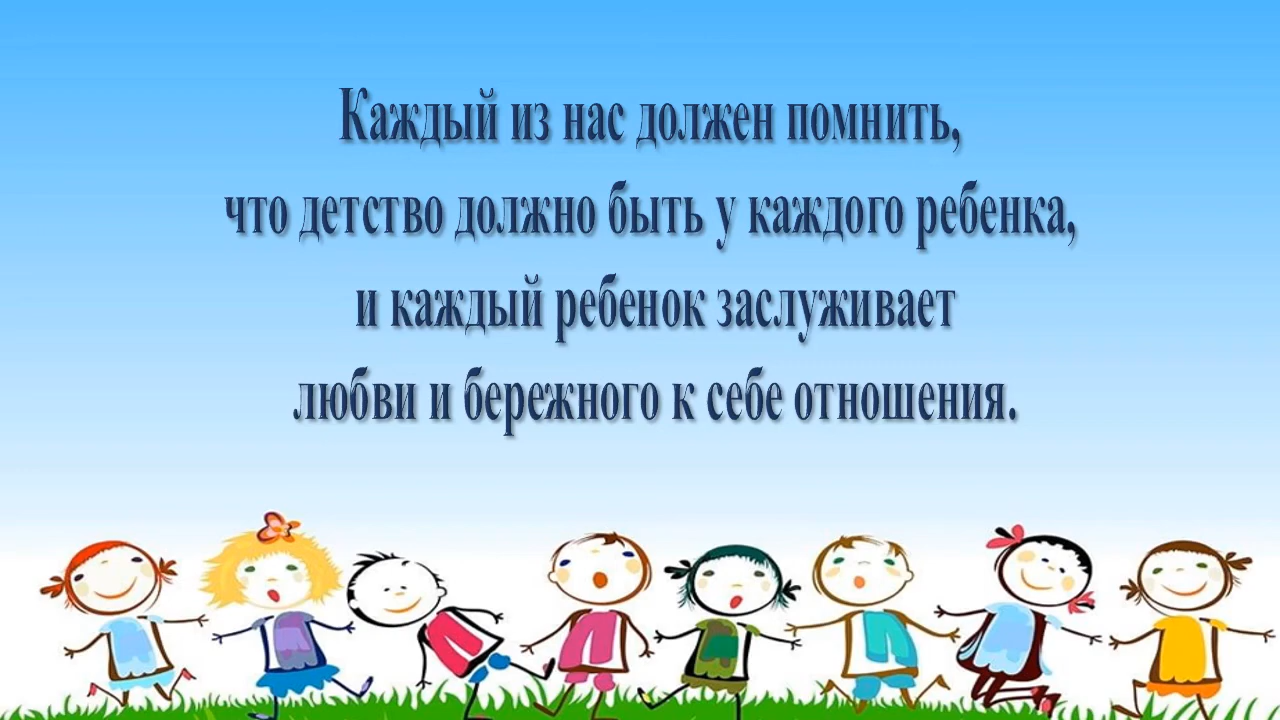 Каждый из нас должен помнить,
что детство должно быть у каждого ребенка,
и каждый ребенок заслуживает
любви и бережного к себе отношения.